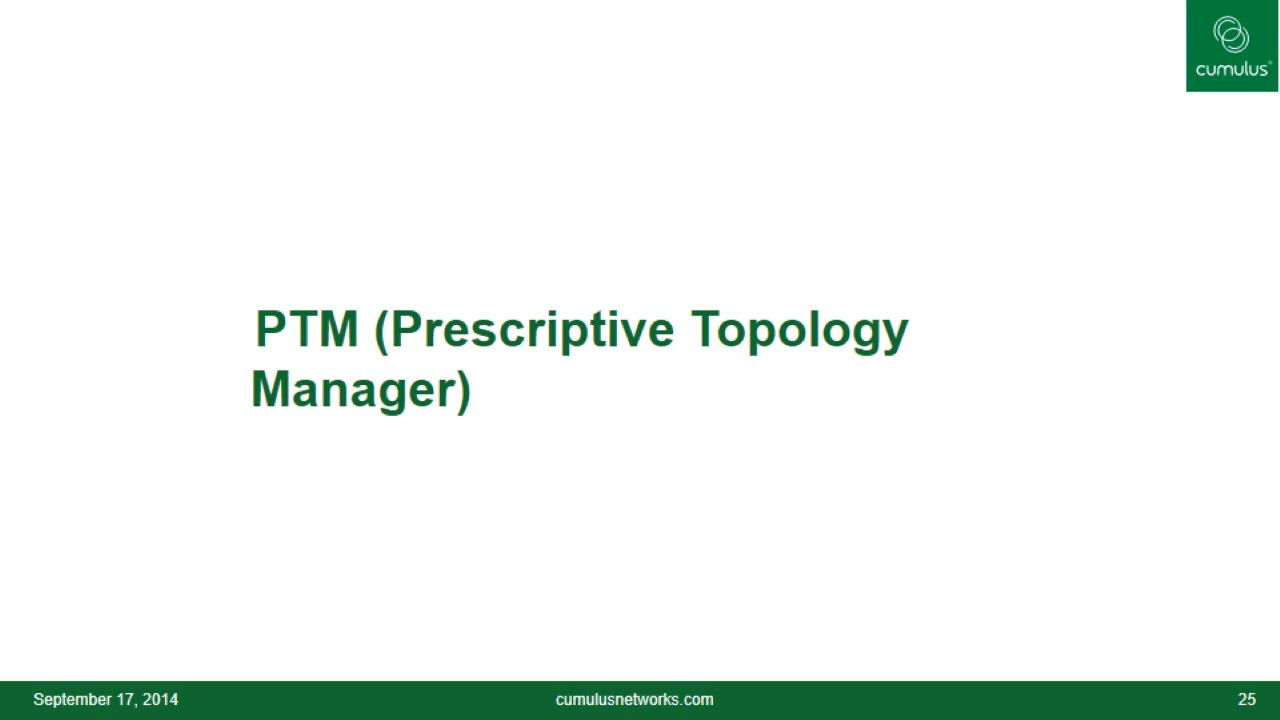 cumulus®
PTM (Prescriptive Topology
Manager)
September 17, 2014
cumulusnetworks.com
25